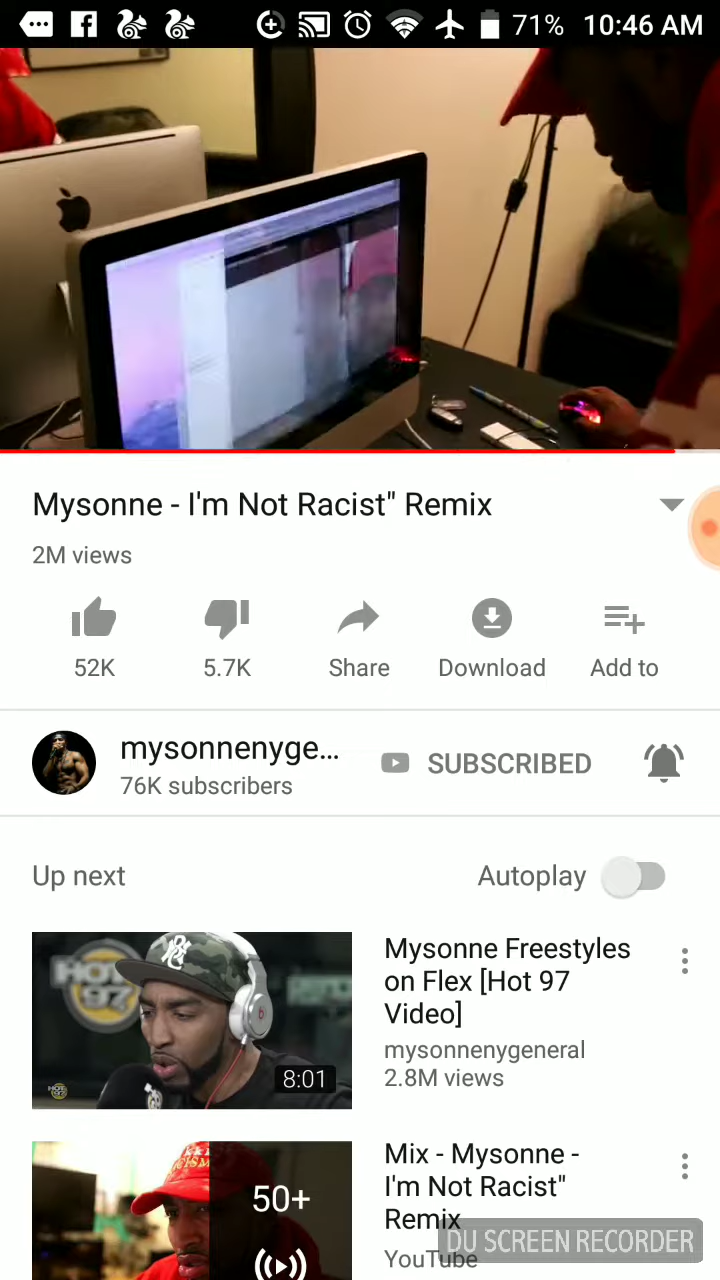 71% 10:46 AM
Mysonne - I'm Not Racist" Remix
2M views
52K 5.7K Share Download Add to
mysonnenyge...
SUBSCRIBED
76K subscribers
Up next Autoplay
HOT 97
8:01
Mysonne Freestyles
on Flex [Hot 97
Video]
mysonnenygeneral
2.8M views
50+
Mix - Mysonne -
I'm Not Racist"
Remix
YouTube
DU SCREEN RECORDER